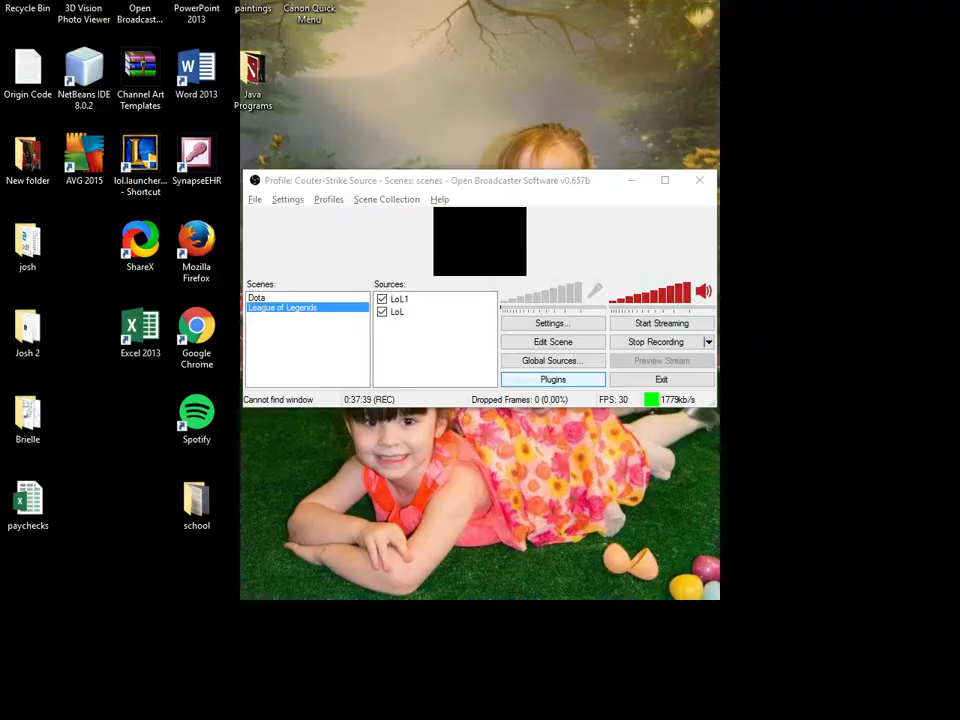 Recycle Bin
3D Vision
Photo Viewer
Open
Broadcast...
PowerPoint
2013
paintings
Canon Quick
Menu
Origin Code
NetBeans IDE
8.0.2
Channel Art
Templates
Word 2013
Java
Programs
New folder
AVG 2015
lol.launcher...
- Shortcut
SynapseEHR
josh
ShareX
Mozilla
Firefox
Josh 2
Excel 2013
Google
Chrome
Brielle
Spotify
paychecks
school
Profile: Couter-Strike Source - Scenes: scenes - Open Broadcaster Software v0.657b
File Settings Profiles Scene Collection Help
Scenes:
Sources:
Dota
League of Legends
LoL1
LoL
Settings...
Start Streaming
Edit Scene
Stop Recording
Global Sources...
Preview Stream
Plugins
Exit
Cannot find window 0:37:39 (REC) Dropped Frames: 0 (0.00%) FPS: 30 1779kb/s